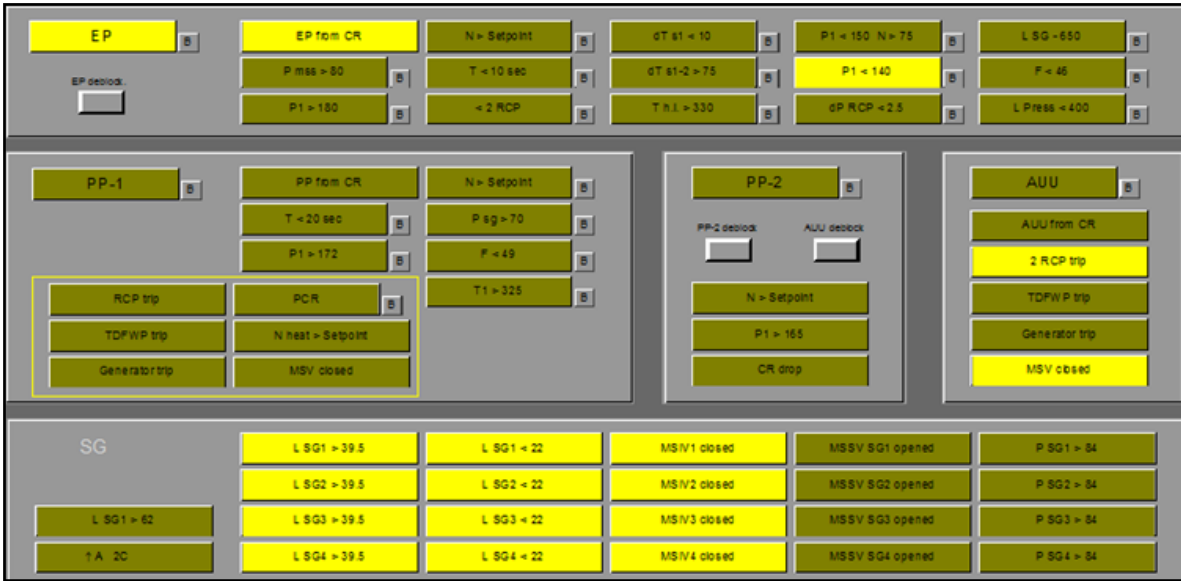 EP B EP from CR N > Setpoint B dT s1 < 10 B P1 < 150 N > 75 B L SG -650 B
EP deblock. P mss > 80 B T < 10 sec B dT s1-2 > 75 B P1 < 140 B F < 46 B
P1 > 180 B < 2 RCP B T h.l. > 330 B dP RCP < 2.5 B L Press < 400 B
PP-1 B PP from CR N > Setpoint B
T < 20 sec B P sg > 70 B
P1 > 172 B F < 49 B
T1 > 325 B
RCP trip PCR B
TDFWP trip N heat > Setpoint
Generator trip MSV closed
PP-2 B
PP-2 deblock AUU deblock
N > Setpoint
P1 > 165
CR drop
AUU B
AUU from CR
2 RCP trip
TDFWP trip
Generator trip
MSV closed
SG L SG1 > 39.5 L SG1 < 22 MSIV1 closed MSSV SG1 opened P SG1 > 84
L SG2 > 39.5 L SG2 < 22 MSIV2 closed MSSV SG2 opened P SG2 > 84
L SG1 > 62 L SG3 > 39.5 L SG3 < 22 MSIV3 closed MSSV SG3 opened P SG3 > 84
↑A 2C L SG4 > 39.5 L SG4 < 22 MSIV4 closed MSSV SG4 opened P SG4 > 84